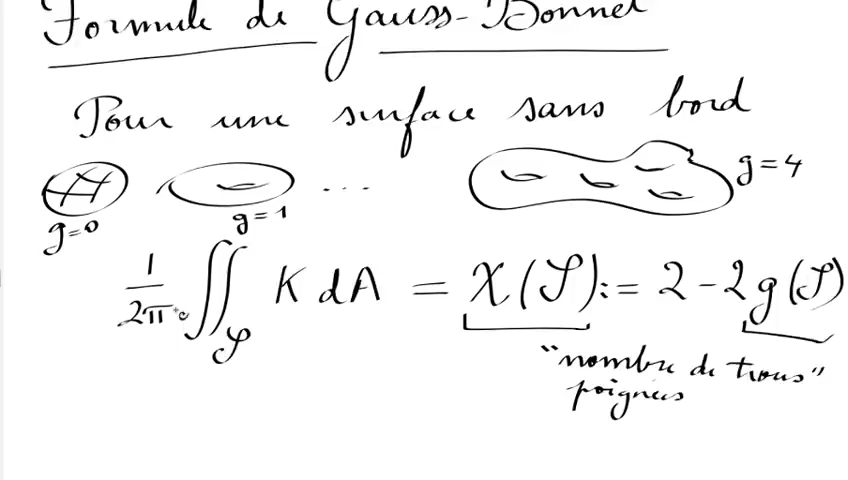 Formule de Gauss-Bonnet
Pour une surface sans bord
g=0 g=1 ... g=4
1/2π ∬_𝒮 K dA = χ(𝒮) := 2 - 2g(𝒮)
"nombre de trous"
poignées